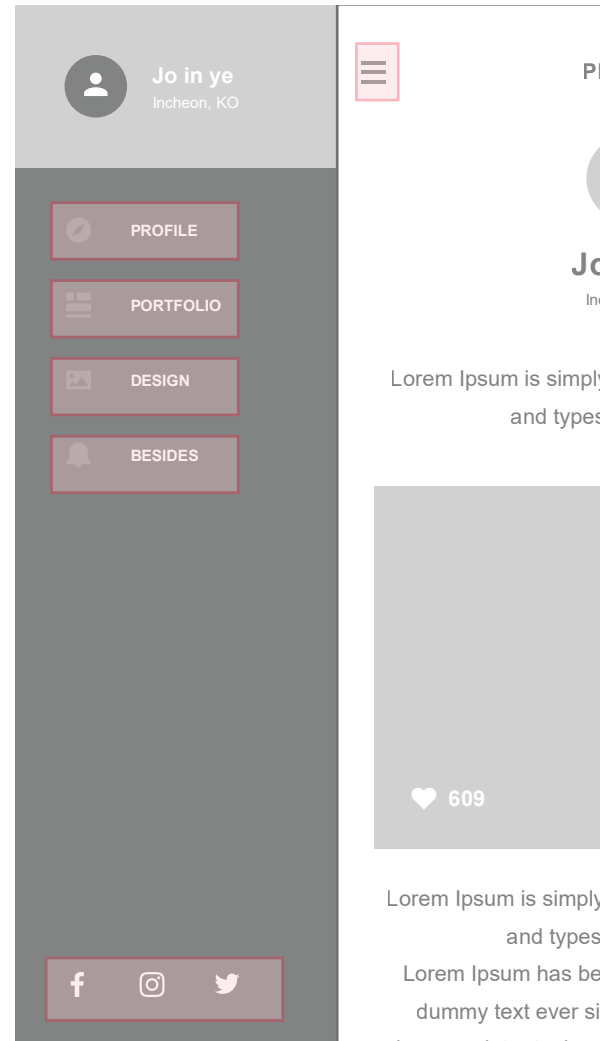 Jo in ye
Incheon, KO
PROFILE
PORTFOLIO
DESIGN
BESIDES
Lorem Ipsum is simply
and types
609
Lorem Ipsum is simply
and types
Lorem Ipsum has be
dummy text ever si